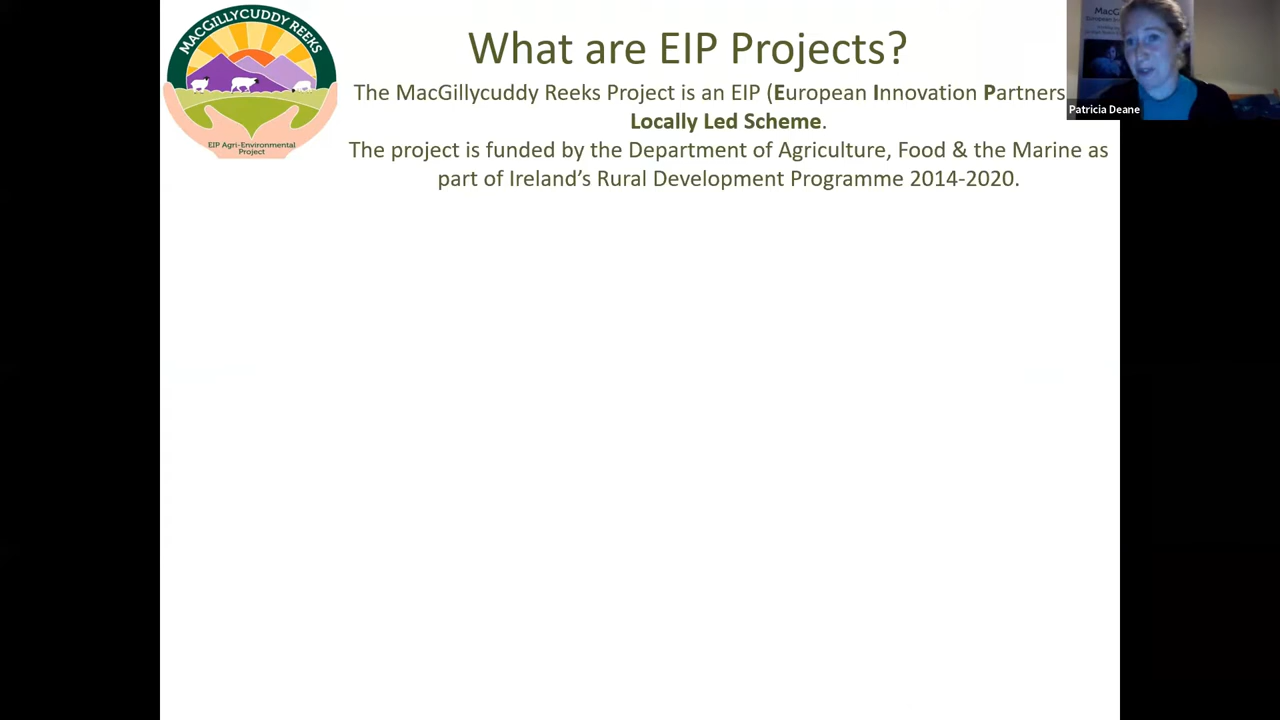 MACGILLYCUDDY REEKS
EIP Agri-Environmental
Project
What are EIP Projects?
The MacGillycuddy Reeks Project is an EIP (European Innovation Partners
Locally Led Scheme.
The project is funded by the Department of Agriculture, Food & the Marine as
part of Ireland's Rural Development Programme 2014-2020.
Patricia Deane